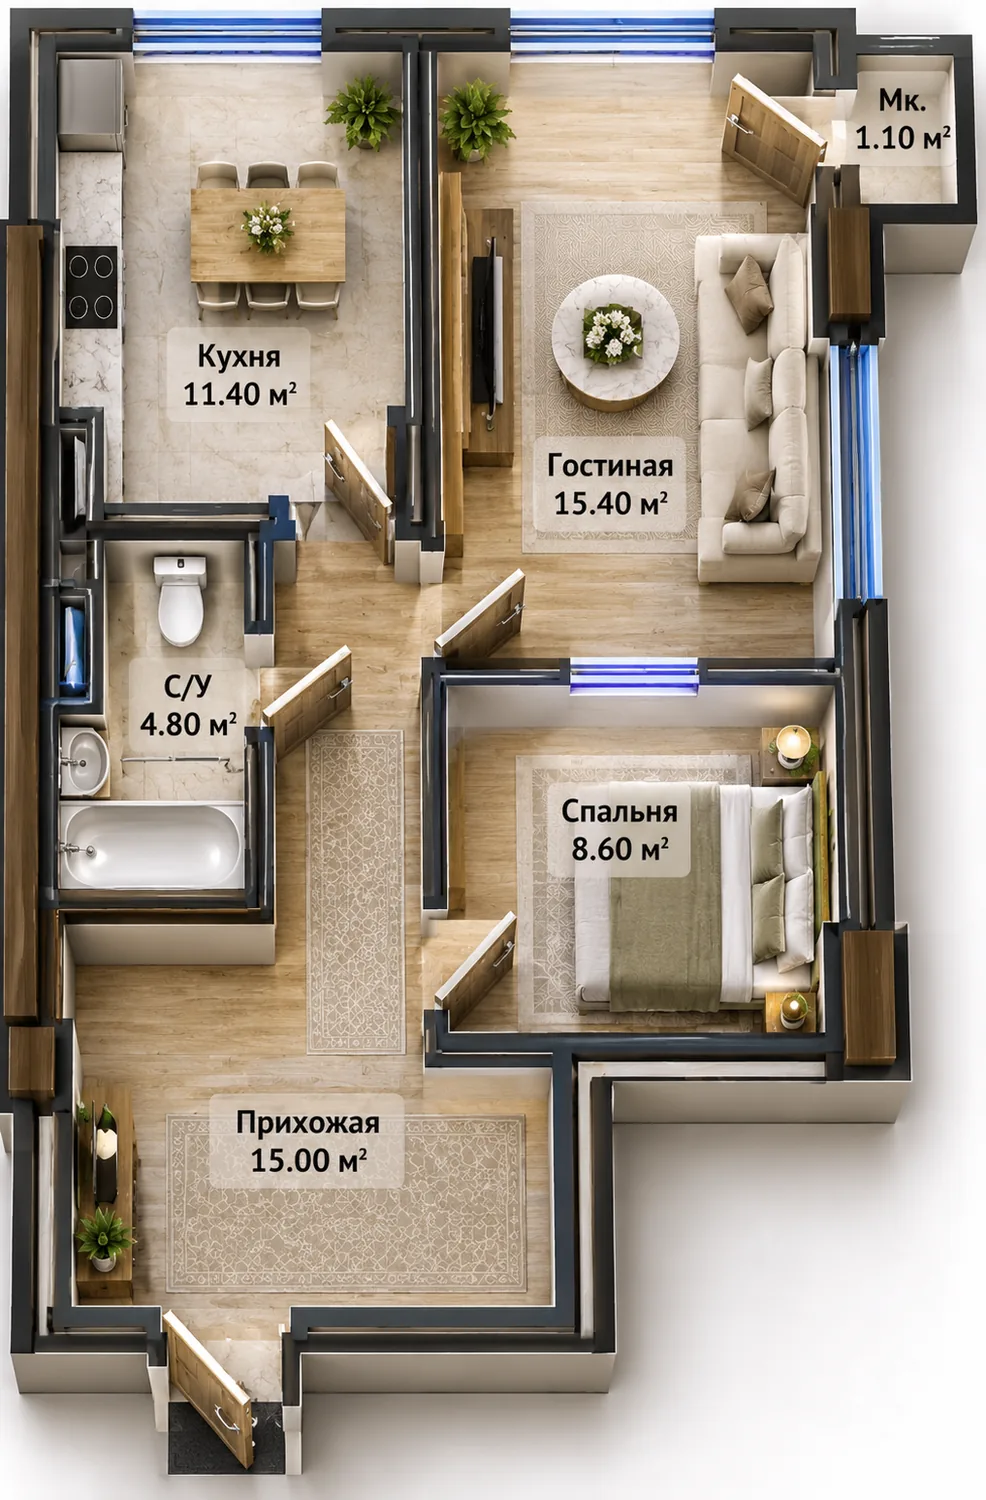 Мк.
1.10 м²
Кухня
11.40 м²
Гостиная
15.40 м²
С/У
4.80 м²
Спальня
8.60 м²
Прихожая
15.00 м²